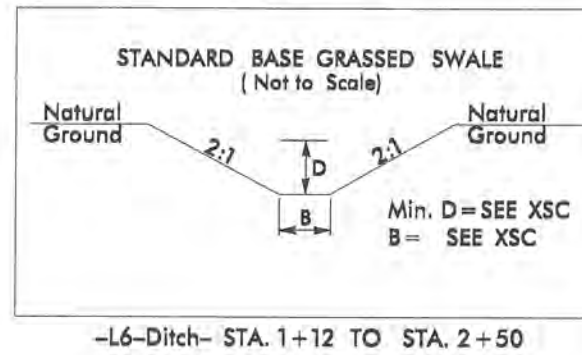 STANDARD BASE GRASSED SWALE
( Not to Scale)
Natural
Ground
2:1
D
2:1
Natural
Ground
B
Min. D = SEE XSC
B = SEE XSC
-L6-Ditch- STA. 1+12 TO STA. 2+50